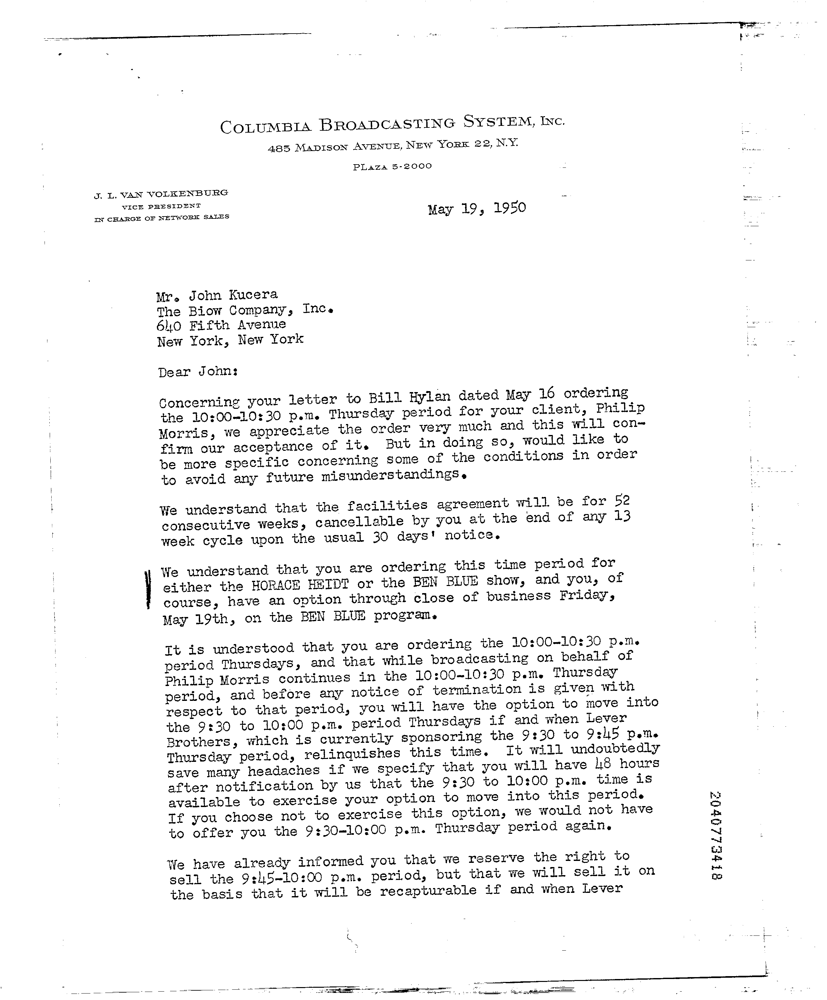 COLUMBIA BROADCASTING SYSTEM, INC.
485 MADISON AVENUE, NEW YORK 22, N.Y.
PLAZA 5-2000
J. L. VAN VOLKENBURG
VICE PRESIDENT
IN CHARGE OF NETWORK SALES
May 19, 1950
Mr. John Kucera
The Biow Company, Inc.
640 Fifth Avenue
New York, New York
Dear John:
Concerning your letter to Bill Hylan dated May 16 ordering
the 10:00-10:30 p.m. Thursday period for your client, Philip
Morris, we appreciate the order very much and this will con-
firm our acceptance of it. But in doing so, would like to
be more specific concerning some of the conditions in order
to avoid any future misunderstandings.
We understand that the facilities agreement will be for 52
consecutive weeks, cancellable by you at the end of any 13
week cycle upon the usual 30 days' notice.
We understand that you are ordering this time period for
either the HORACE HEIDT or the BEN BLUE show, and you, of
course, have an option through close of business Friday,
May 19th, on the BEN BLUE program.
It is understood that you are ordering the 10:00-10:30 p.m.
period Thursdays, and that while broadcasting on behalf of
Philip Morris continues in the 10:00-10:30 p.m. Thursday
period, and before any notice of termination is given with
respect to that period, you will have the option to move into
the 9:30 to 10:00 p.m. period Thursdays if and when Lever
Brothers, which is currently sponsoring the 9:30 to 9:45 p.m.
Thursday period, relinquishes this time. It will undoubtedly
save many headaches if we specify that you will have 48 hours
after notification by us that the 9:30 to 10:00 p.m. time is
available to exercise your option to move into this period.
If you choose not to exercise this option, we would not have
to offer you the 9:30-10:00 p.m. Thursday period again.
We have already informed you that we reserve the right to
sell the 9:45-10:00 p.m. period, but that we will sell it on
the basis that it will be recapturable if and when Lever
2040773418